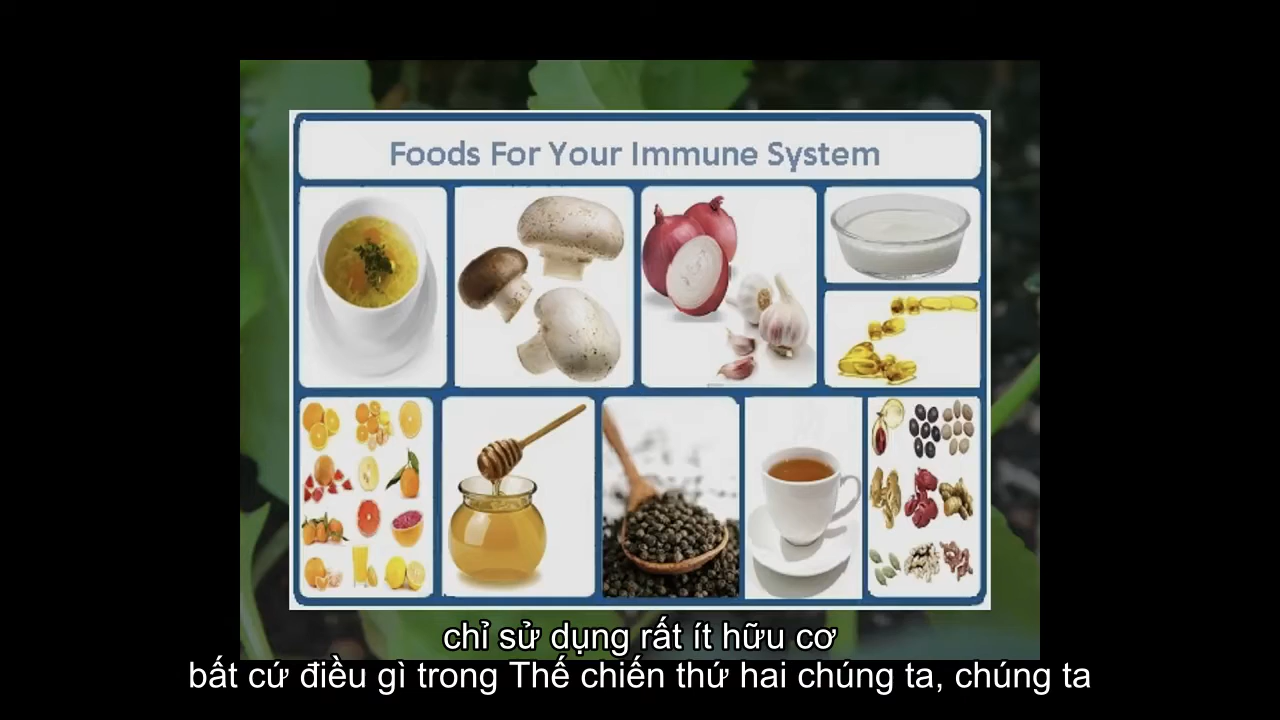 Foods For Your Immune System
chỉ sử dụng rất ít hữu cơ
bất cứ điều gì trong Thế chiến thứ hai chúng ta, chúng ta